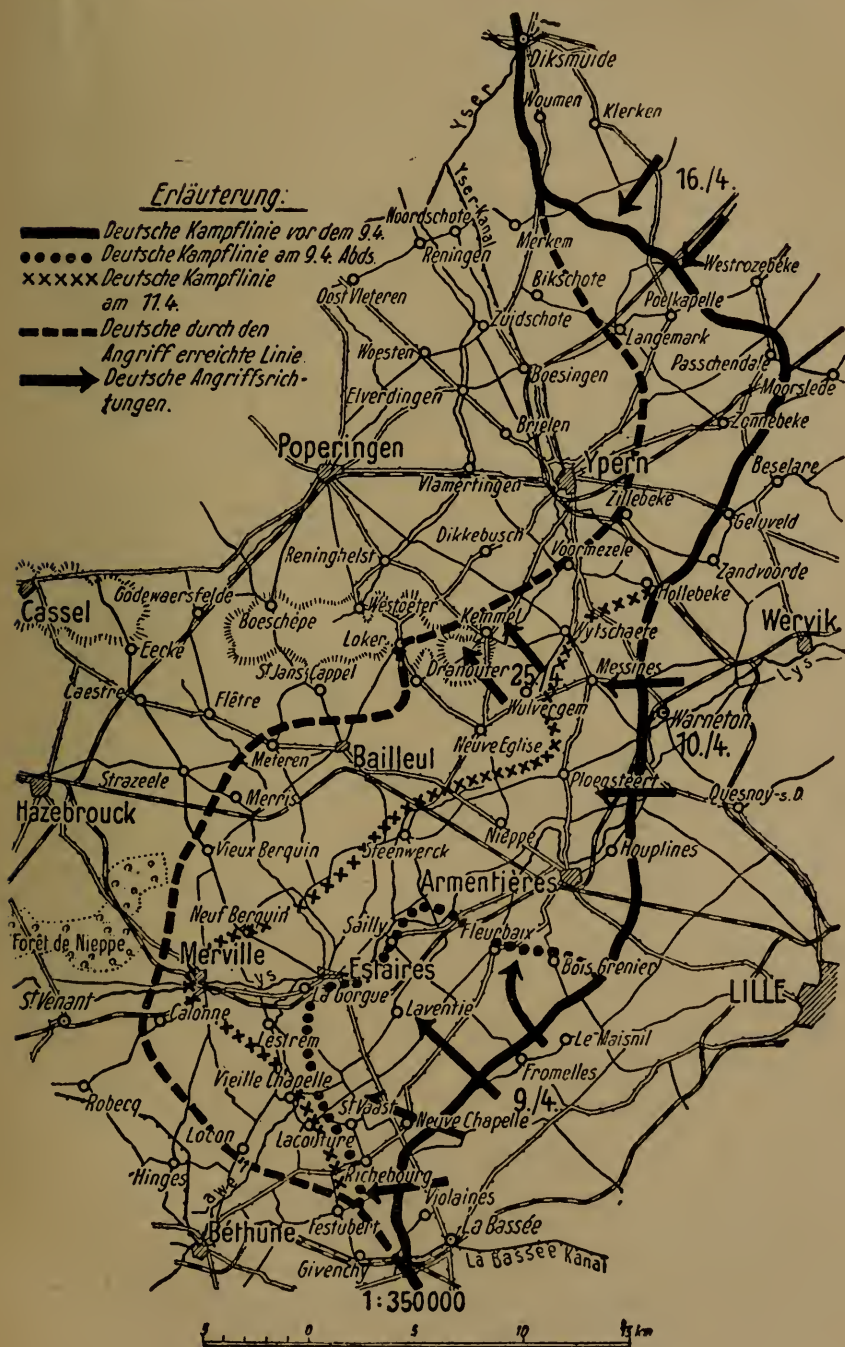 Diksmuide
Yser
Woumen
Klerken
16./4.
Erläuterung:
Deutsche Kampflinie vor dem 9.4.
Deutsche Kampflinie am 9.4. Abds.
Deutsche Kampflinie
am 11.4.
Deutsche durch den
Angriff erreichte Linie.
Deutsche Angriffsrich-
tungen.
Yser-Kanal
Noordschote
Merkem
Reningen
Westrozebeke
Oost Vleteren
Bikschote
Poelkapelle
Zuidschote
Langemark
Woesten
Boesingen
Passchendale
Moorslede
Elverdingen
Zonnebeke
Brielen
Poperingen
Ypern
Vlamertingen
Beselare
Zillebeke
Geluveld
Dikkebusch
Reninghelst
Voormezele
Zandvoorde
Cassel
Godewaersfelde
Boeschêpe
Westoeter
Hollebeke
Kemmel
Wytschaete
Wervik
Loker
Eecke
St Jans Cappel
Dranouter
25./4.
Messines
Lys
Caestre
Flêtre
Wulvergem
Warneton
Neuve Eglise
10./4.
Meteren
Bailleul
Strazeele
Ploensteert
Quesnoy-s.D.
Hazebrouck
Merris
Nieppe
Vieux Berquin
Steenwerck
Houplines
Armentières
Neuf Berquin
Sailly
Fleurbaix
Forêt de Nieppe
Merville
Lys
Estaires
Bois Grenier
St Venant
La Gorgue
LILLE
Calonne
Laventie
Lestrem
Le Maisnil
Vieille Chapelle
Fromelles
9./4.
Robecq
St Vaast
Neuve Chapelle
Locon
Lacouture
Hinges
Lawe
Richebourg
Violaines
Béthune
Festubert
La Bassée
Givenchy
La Bassée Kanal
1:350000
5 0 5 10 15 km